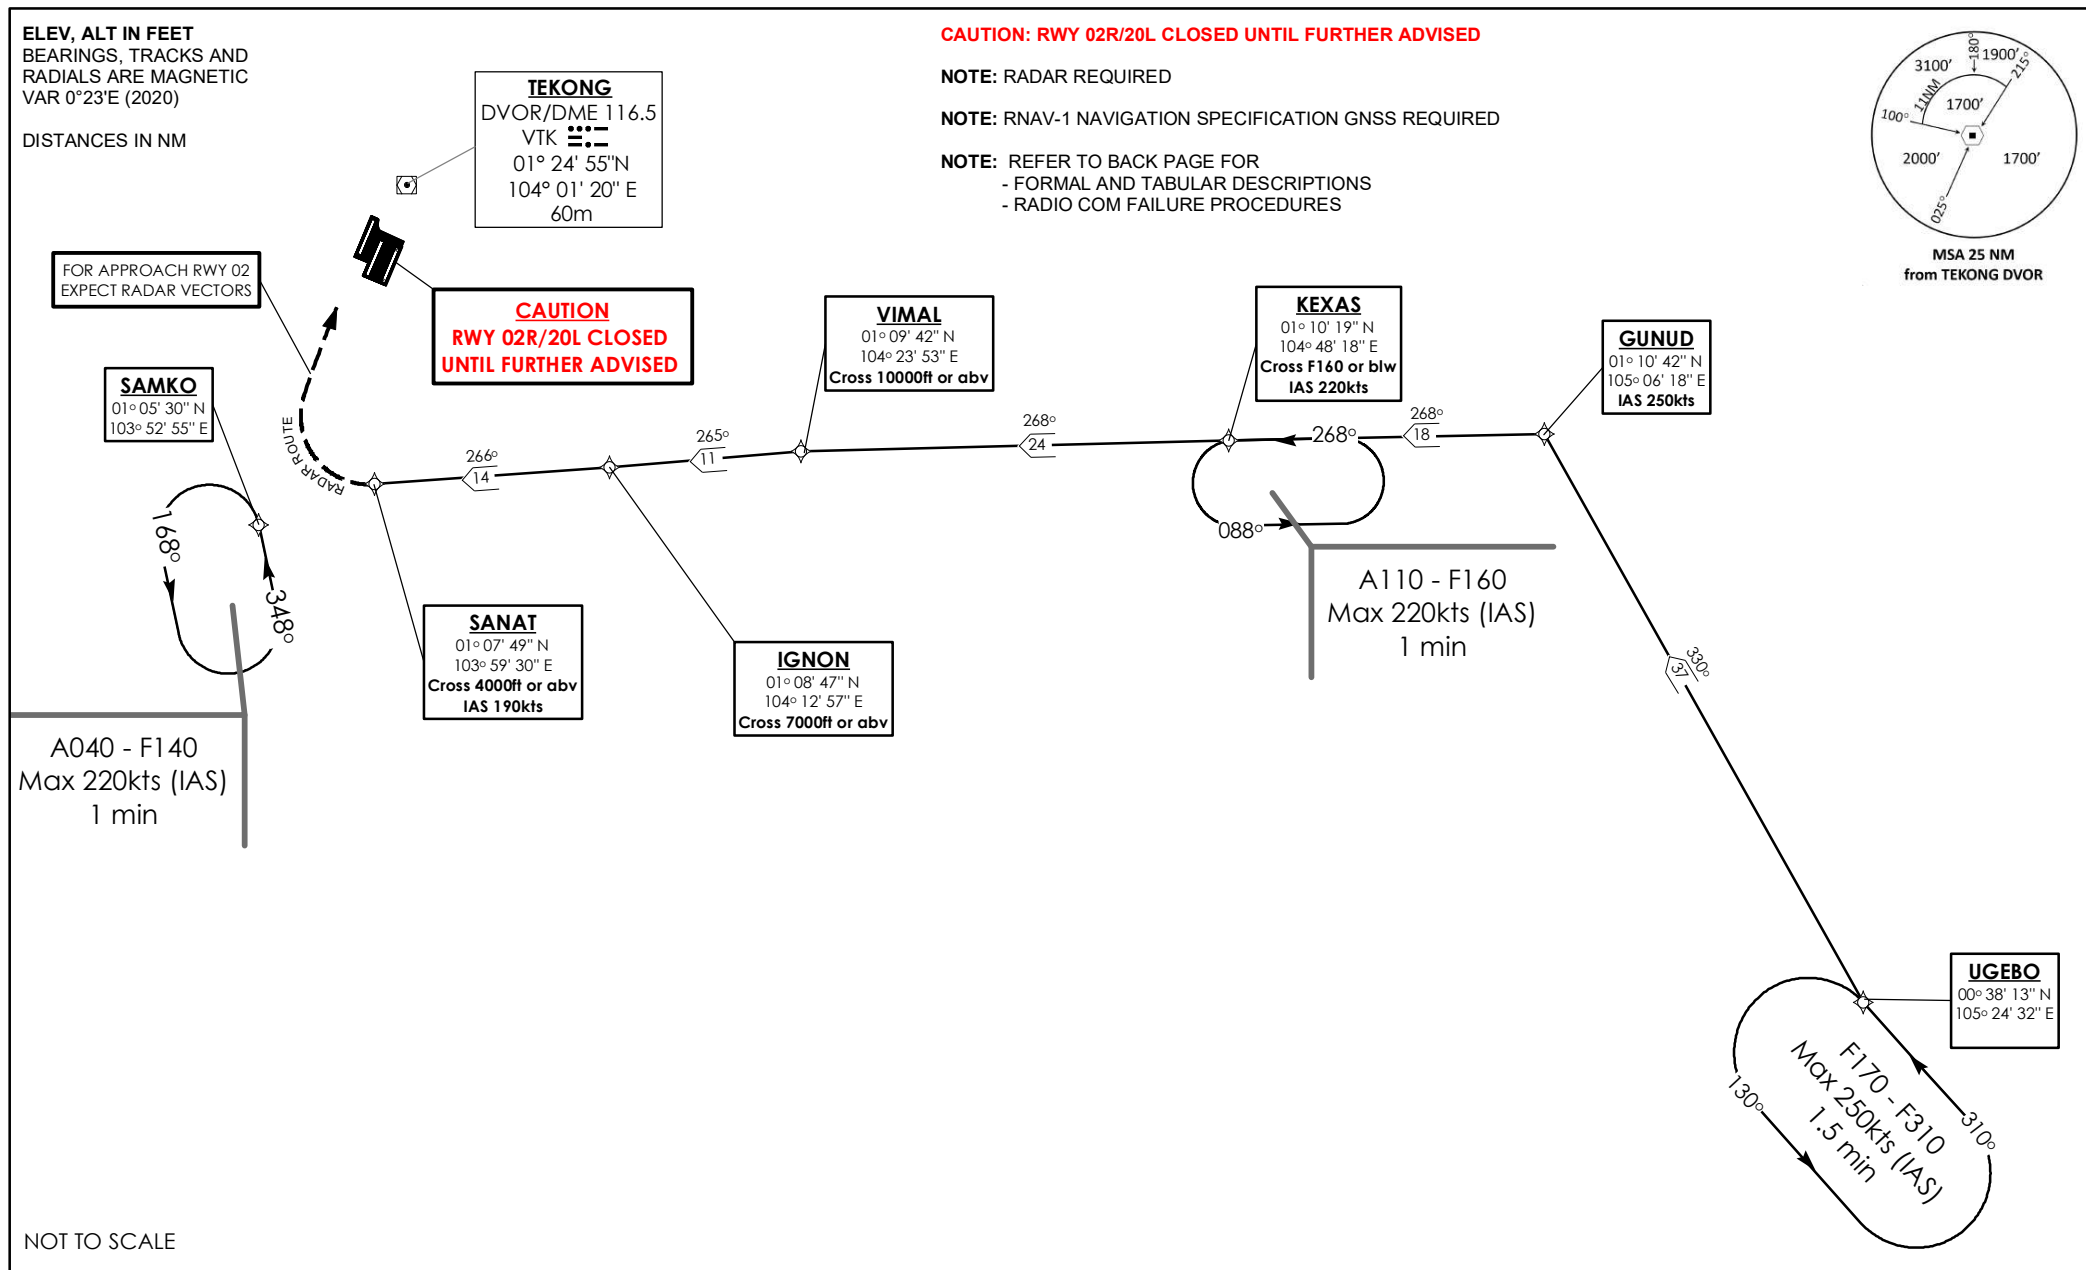 ELEV, ALT IN FEET
BEARINGS, TRACKS AND
RADIALS ARE MAGNETIC
VAR 0°23'E (2020)
DISTANCES IN NM
TEKONG
DVOR/DME 116.5
VTK
01° 24' 55"N
104° 01' 20" E
60m
CAUTION: RWY 02R/20L CLOSED UNTIL FURTHER ADVISED
NOTE: RADAR REQUIRED
NOTE: RNAV-1 NAVIGATION SPECIFICATION GNSS REQUIRED
NOTE: REFER TO BACK PAGE FOR
- FORMAL AND TABULAR DESCRIPTIONS
- RADIO COM FAILURE PROCEDURES
180°
1900'
215°
3100'
11NM
1700'
100°
2000'
1700'
025°
MSA 25 NM
from TEKONG DVOR
FOR APPROACH RWY 02
EXPECT RADAR VECTORS
CAUTION
RWY 02R/20L CLOSED
UNTIL FURTHER ADVISED
SAMKO
01° 05' 30" N
103° 52' 55" E
RADAR ROUTE
VIMAL
01° 09' 42" N
104° 23' 53" E
Cross 10000ft or abv
KEXAS
01° 10' 19" N
104° 48' 18" E
Cross F160 or blw
IAS 220kts
GUNUD
01° 10' 42" N
105° 06' 18" E
IAS 250kts
266°
14
265°
11
268°
24
268°
268°
18
088°
168°
348°
SANAT
01° 07' 49" N
103° 59' 30" E
Cross 4000ft or abv
IAS 190kts
IGNON
01° 08' 47" N
104° 12' 57" E
Cross 7000ft or abv
A110 - F160
Max 220kts (IAS)
1 min
330°
37
A040 - F140
Max 220kts (IAS)
1 min
UGEBO
00° 38' 13" N
105° 24' 32" E
F170 - F310
Max 250kts (IAS)
1.5 min
130°
310°
NOT TO SCALE